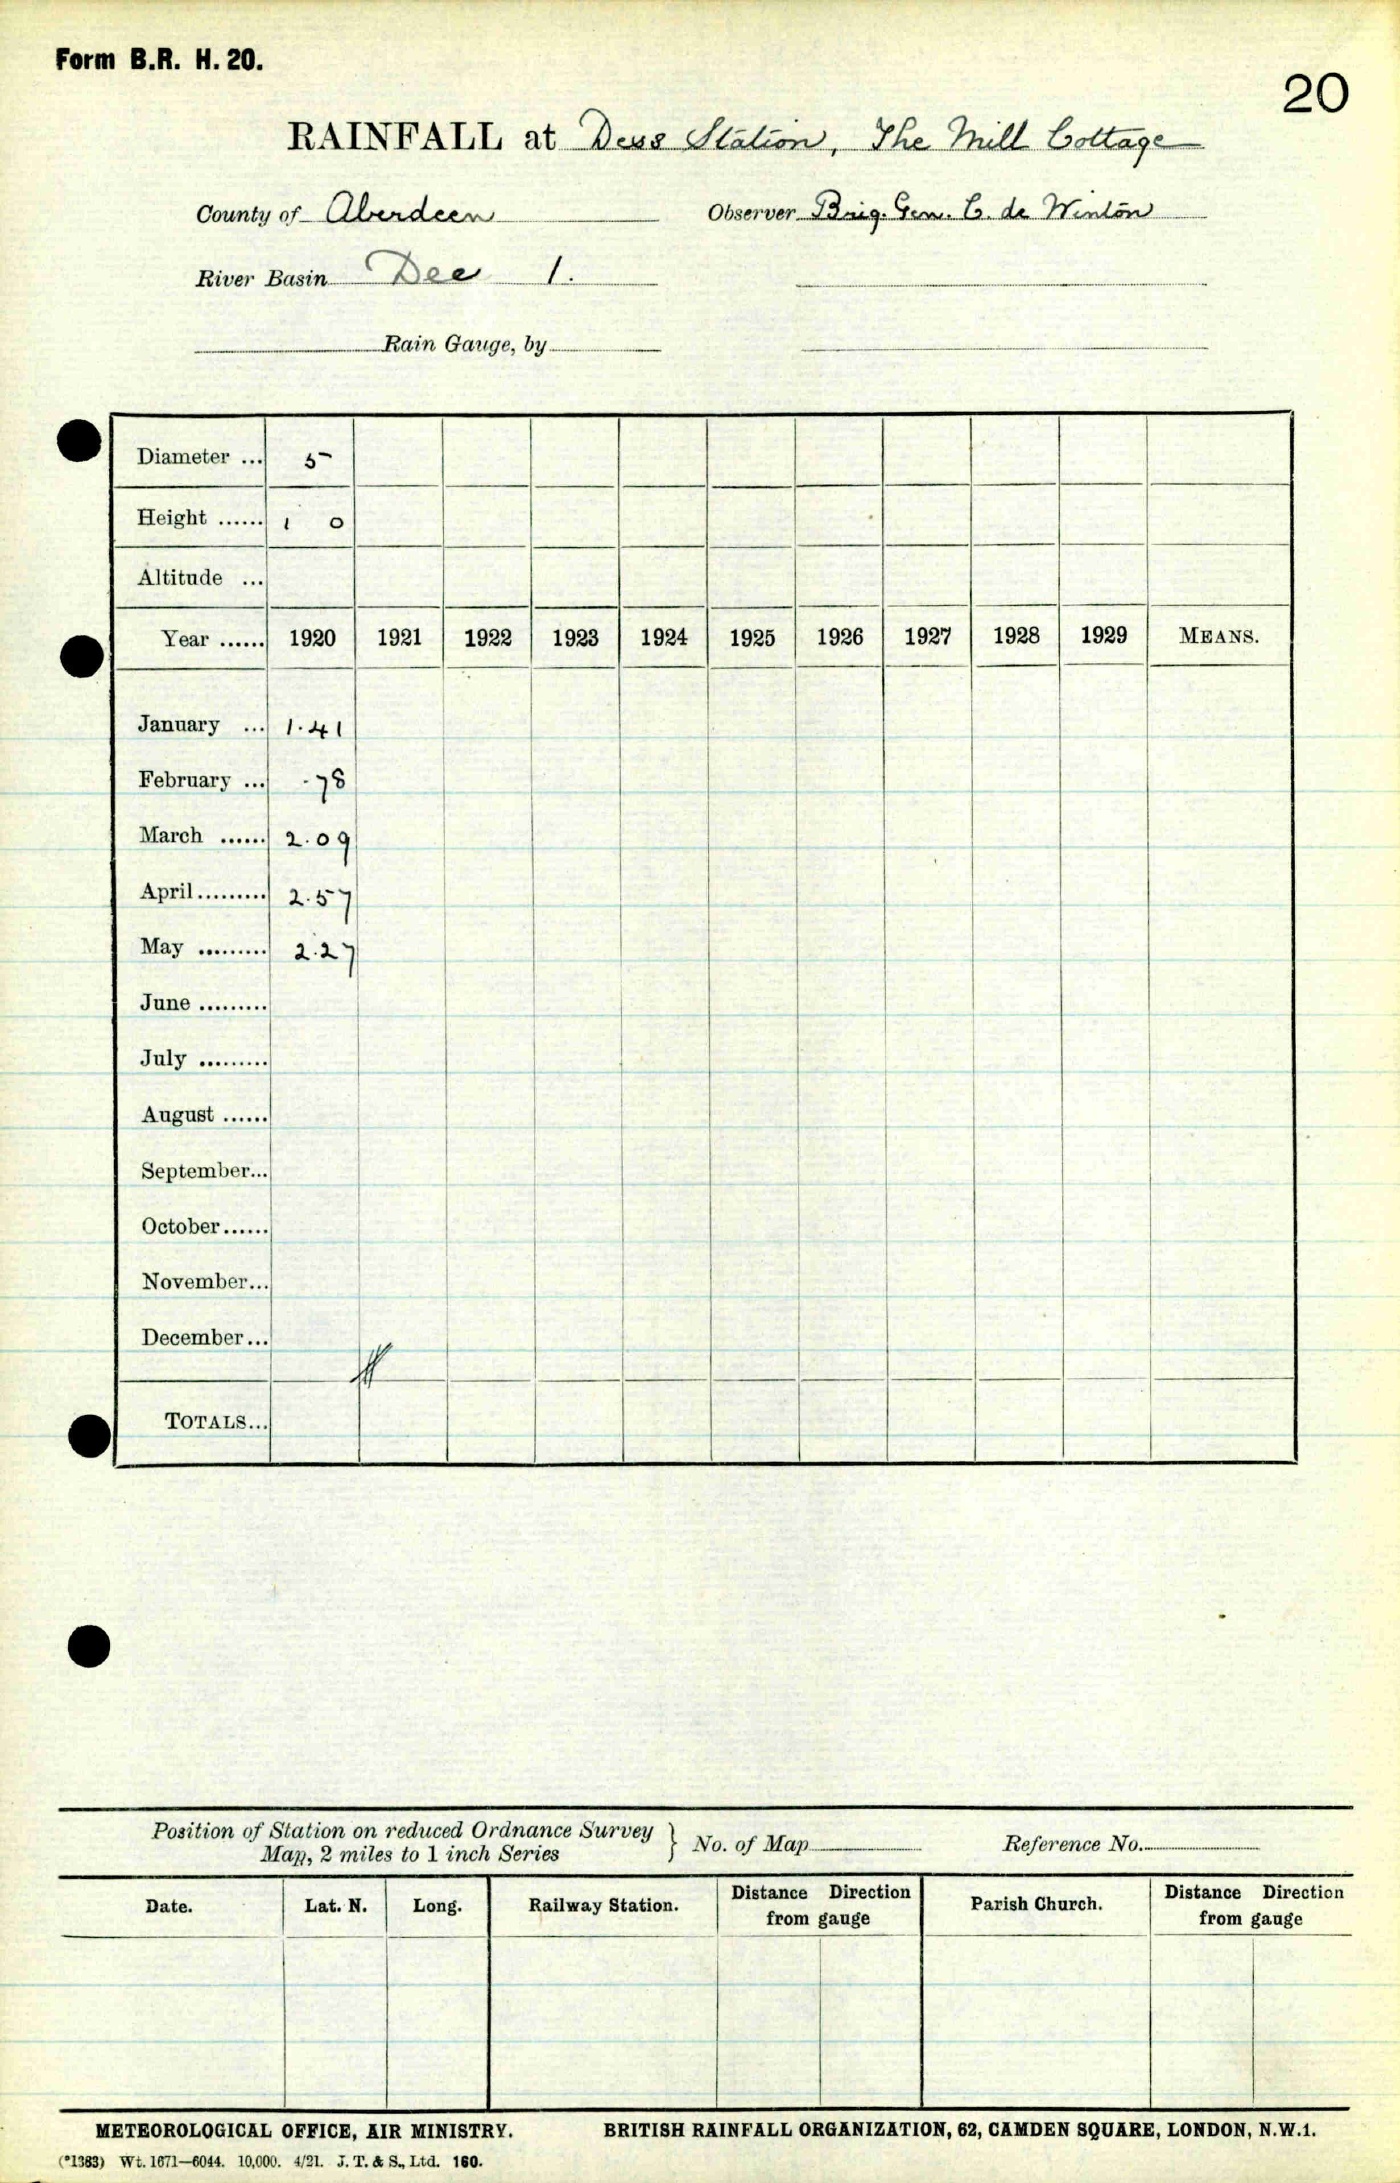 Form B.R. H. 20.
20
RAINFALL at Dess Station, The Mill Cottage
County of Aberdeen Observer Brig. Gen. C. de Winton
River Basin Dee 1.
Rain Gauge, by
Diameter ... 5
Height ...... 1 0
Altitude ...
Year ...... 1920 1921 1922 1923 1924 1925 1926 1927 1928 1929 MEANS.
January ... 1.41
February ... .78
March ...... 2.09
April ......... 2.57
May ......... 2.27
June .........
July .........
August ......
September...
October......
November...
December...
TOTALS...
Position of Station on reduced Ordnance Survey
Map, 2 miles to 1 inch Series } No. of Map Reference No.
Date. Lat. N. Long. Railway Station. Distance Direction from gauge Parish Church. Distance Direction from gauge
METEOROLOGICAL OFFICE, AIR MINISTRY. BRITISH RAINFALL ORGANIZATION, 62, CAMDEN SQUARE, LONDON, N.W.1.
(*1383) Wt. 1671—6044. 10,000. 4/21. J. T. & S., Ltd. 160.